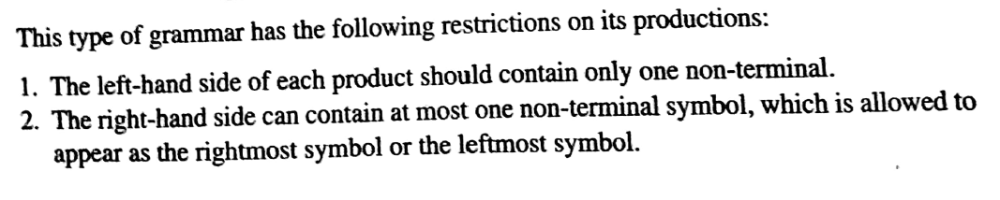 This type of grammar has the following restrictions on its productions:
1. The left-hand side of each product should contain only one non-terminal.
2. The right-hand side can contain at most one non-terminal symbol, which is allowed to
appear as the rightmost symbol or the leftmost symbol.